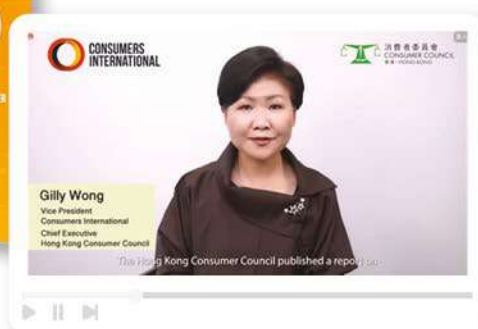 CONSUMERS
INTERNATIONAL
消費者委員會
CONSUMER COUNCIL
Gilly Wong
Vice President
Consumers International
Chief Executive
Hong Kong Consumer Council
The Hong Kong Consumer Council published a report on